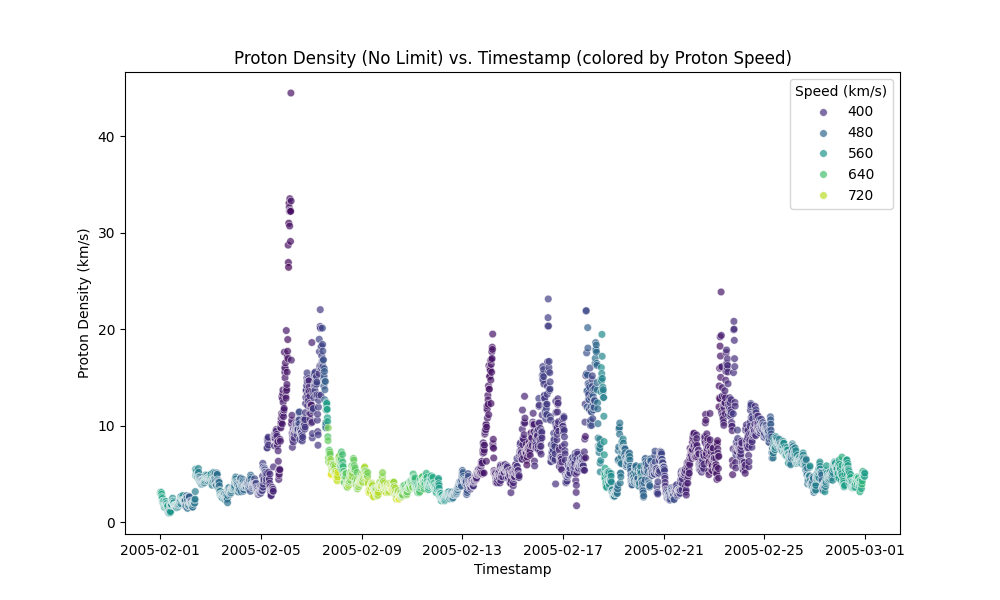 Proton Density (No Limit) vs. Timestamp (colored by Proton Speed)
Speed (km/s)
400
480
560
640
720
Proton Density (km/s)
40
30
20
10
0
2005-02-01 2005-02-05 2005-02-09 2005-02-13 2005-02-17 2005-02-21 2005-02-25 2005-03-01
Timestamp